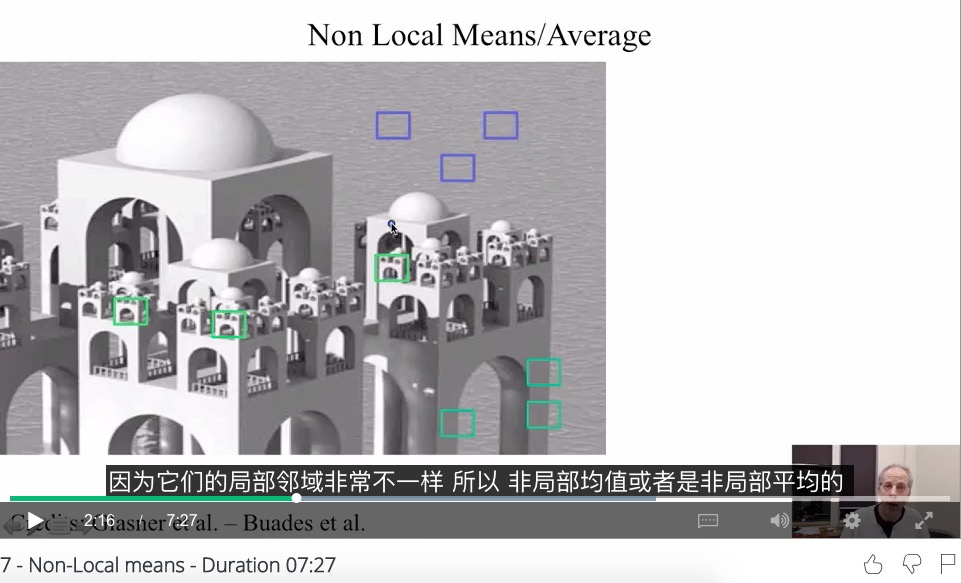 Non Local Means/Average
因为它们的局部邻域非常不一样 所以 非局部均值或者是非局部平均的
2:16 / 7:27
Credits: Glasner et al. – Buades et al.
7 - Non-Local means - Duration 07:27